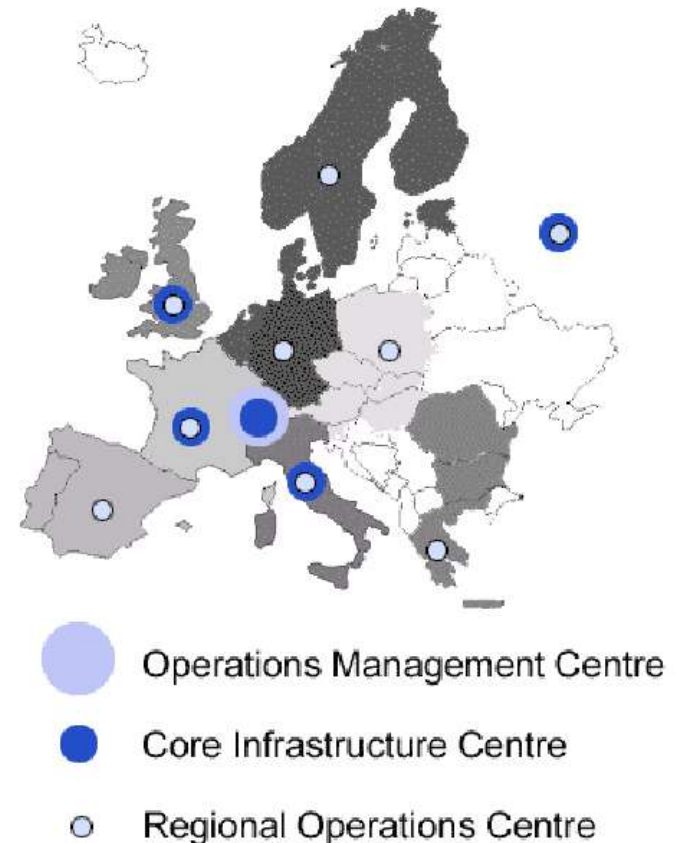 Operations Management Centre
Core Infrastructure Centre
Regional Operations Centre